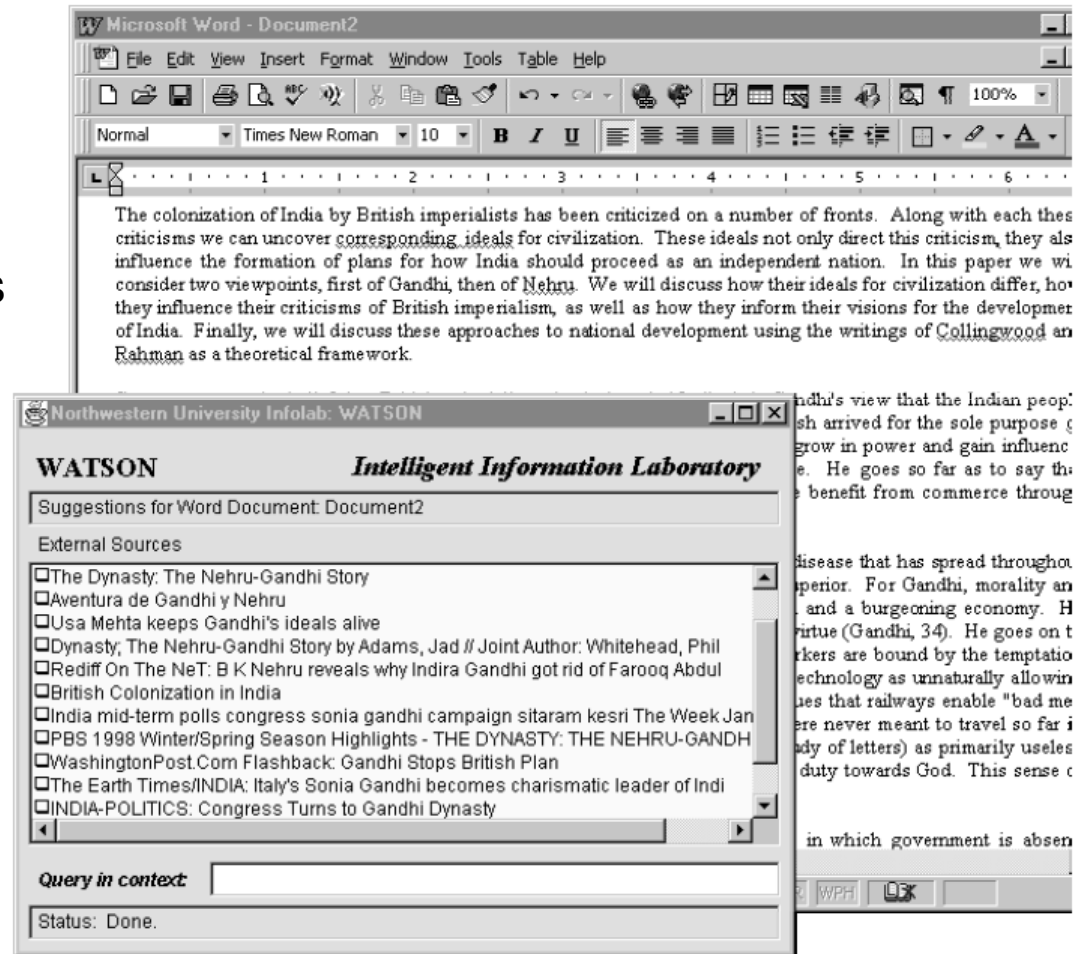 Microsoft Word - Document2
File Edit View Insert Format Window Tools Table Help
100%
Normal Times New Roman 10 B I U A
1 2 3 4 5 6
The colonization of India by British imperialists has been criticized on a number of fronts. Along with each thes
criticisms we can uncover corresponding ideals for civilization. These ideals not only direct this criticism, they als
influence the formation of plans for how India should proceed as an independent nation. In this paper we wi
consider two viewpoints, first of Gandhi, then of Nehru. We will discuss how their ideals for civilization differ, ho
they influence their criticisms of British imperialism, as well as how they inform their visions for the developmer
of India. Finally, we will discuss these approaches to national development using the writings of Collingwood an
Rahman as a theoretical framework.
s
ndhi's view that the Indian peopl
sh arrived for the sole purpose
grow in power and gain influenc
e. He goes so far as to say tha
benefit from commerce throug
disease that has spread throughou
perior. For Gandhi, morality an
and a burgeoning economy. H
virtue (Gandhi, 34). He goes on t
rkers are bound by the temptatio
echnology as unnaturally allowin
ues that railways enable "bad me
ere never meant to travel so far i
dy of letters) as primarily useles
duty towards God. This sense
in which government is absen
WPH
Northwestern University Infolab: WATSON
WATSON Intelligent Information Laboratory
Suggestions for Word Document: Document2
External Sources
The Dynasty: The Nehru-Gandhi Story
Aventura de Gandhi y Nehru
Usa Mehta keeps Gandhi's ideals alive
Dynasty; The Nehru-Gandhi Story by Adams, Jad // Joint Author: Whitehead, Phil
Rediff On The NeT: B K Nehru reveals why Indira Gandhi got rid of Farooq Abdul
British Colonization in India
India mid-term polls congress sonia gandhi campaign sitaram kesri The Week Jan
PBS 1998 Winter/Spring Season Highlights - THE DYNASTY: THE NEHRU-GANDH
WashingtonPost.Com Flashback: Gandhi Stops British Plan
The Earth Times/INDIA: Italy's Sonia Gandhi becomes charismatic leader of Indi
INDIA-POLITICS: Congress Turns to Gandhi Dynasty
Query in context:
Status: Done.